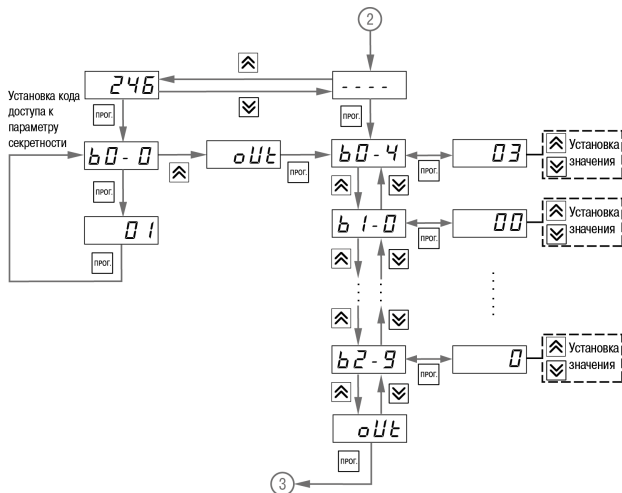 2
246
- - - -
Установка кода
доступа к
параметру
секретности
ПРОГ.
ПРОГ.
b0-0
oUt
b0-4
03
Установка
значения
ПРОГ.
ПРОГ.
ПРОГ.
01
b1-0
00
Установка
значения
ПРОГ.
ПРОГ.
b2-9
0
Установка
значения
ПРОГ.
oUt
ПРОГ.
3